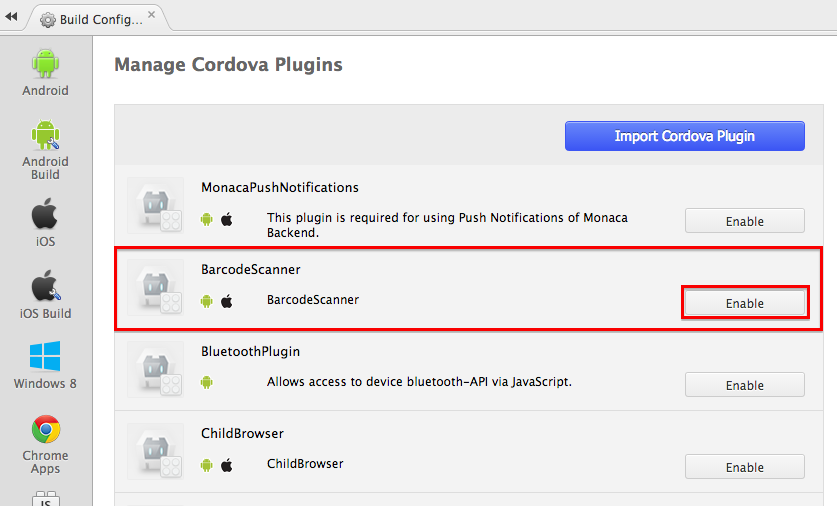 Build Config...
Android
Android
Build
iOS
iOS Build
Windows 8
Chrome
Apps
JS
Manage Cordova Plugins
Import Cordova Plugin
MonacaPushNotifications
This plugin is required for using Push Notifications of Monaca
Backend.
Enable
BarcodeScanner
BarcodeScanner
Enable
BluetoothPlugin
Allows access to device bluetooth-API via JavaScript.
Enable
ChildBrowser
ChildBrowser
Enable